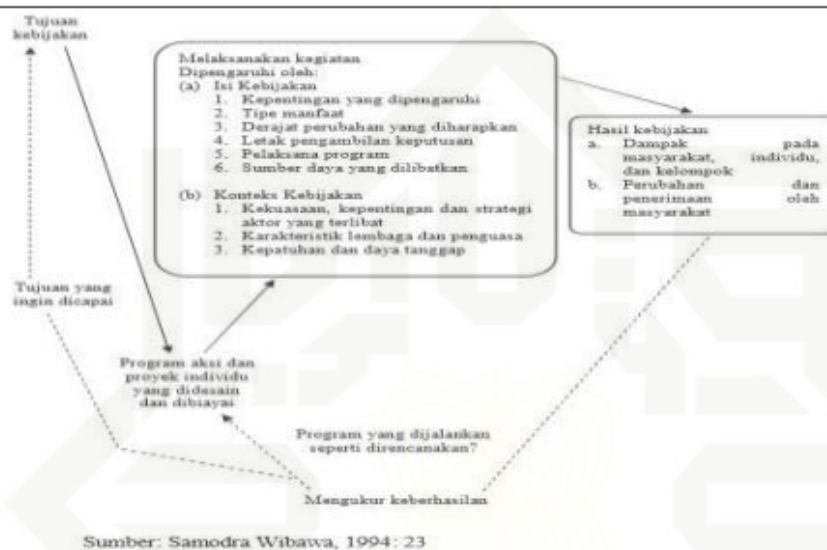 Tujuan
kebijakan
Melaksanakan kegiatan
Dipengaruhi oleh:
(a) Isi Kebijakan
1. Kepentingan yang dipengaruhi
2. Tipe manfaat
3. Derajat perubahan yang diharapkan
4. Letak pengambilan keputusan
5. Pelaksana program
6. Sumber daya yang dilibatkan
(b) Konteks Kebijakan
1. Kekuasaan, kepentingan dan strategi
aktor yang terlibat
2. Karakteristik lembaga dan penguasa
3. Kepatuhan dan daya tanggap
Hasil kebijakan
a. Dampak pada
masyarakat, individu,
dan kelompok
b. Perubahan dan
penerimaan oleh
masyarakat
Tujuan yang
ingin dicapai
Program aksi dan
proyek individu
yang didesain
dan dibiayai
Program yang dijalankan
seperti direncanakan?
Mengukur keberhasilan
Sumber: Samodra Wibawa, 1994: 23